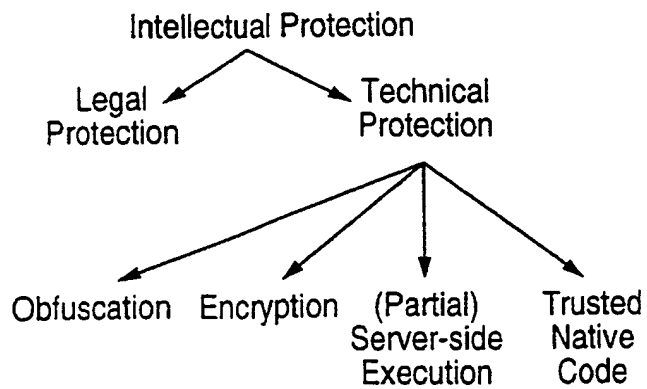 Intellectual Protection
Legal
Protection
Technical
Protection
Obfuscation
Encryption
(Partial)
Server-side
Execution
Trusted
Native
Code